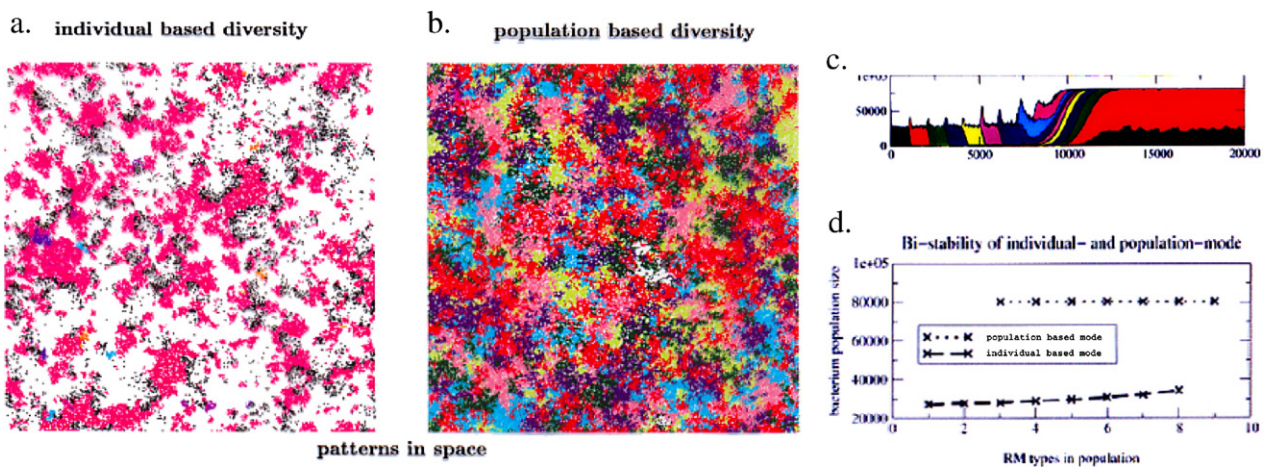 a. individual based diversity
b. population based diversity
patterns in space
c.
1e+05
50000
0
0 5000 10000 15000 20000
d.
Bi-stability of individual- and population-mode
bacterium population size
1e+05
80000
60000
40000
20000
population based mode
individual based mode
0 2 4 6 8 10
RM types in population